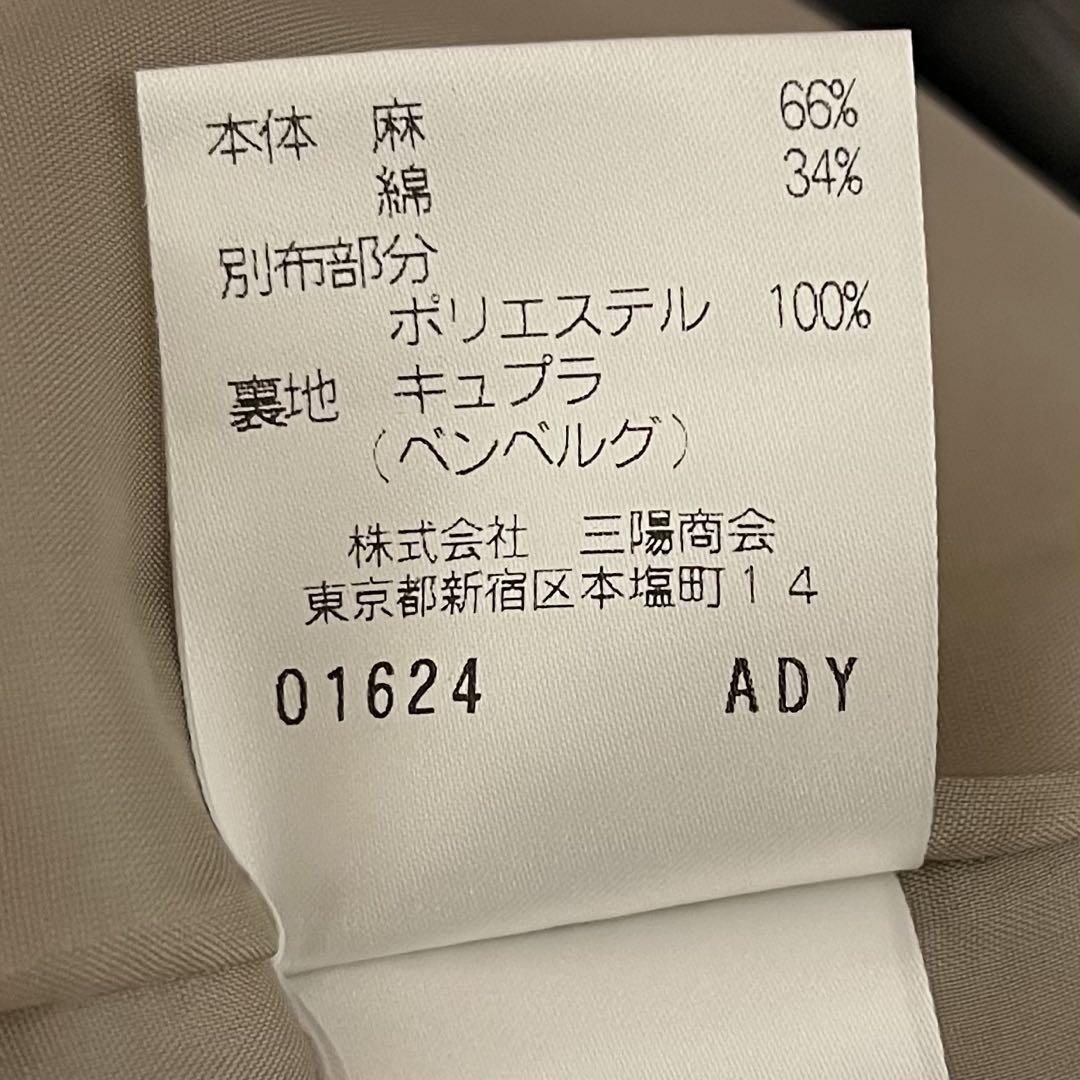 本体 麻 66%
綿 34%
別布部分
ポリエステル 100%
裏地 キュプラ
(ベンベルグ)
株式会社 三陽商会
東京都新宿区本塩町14
01624 ADY